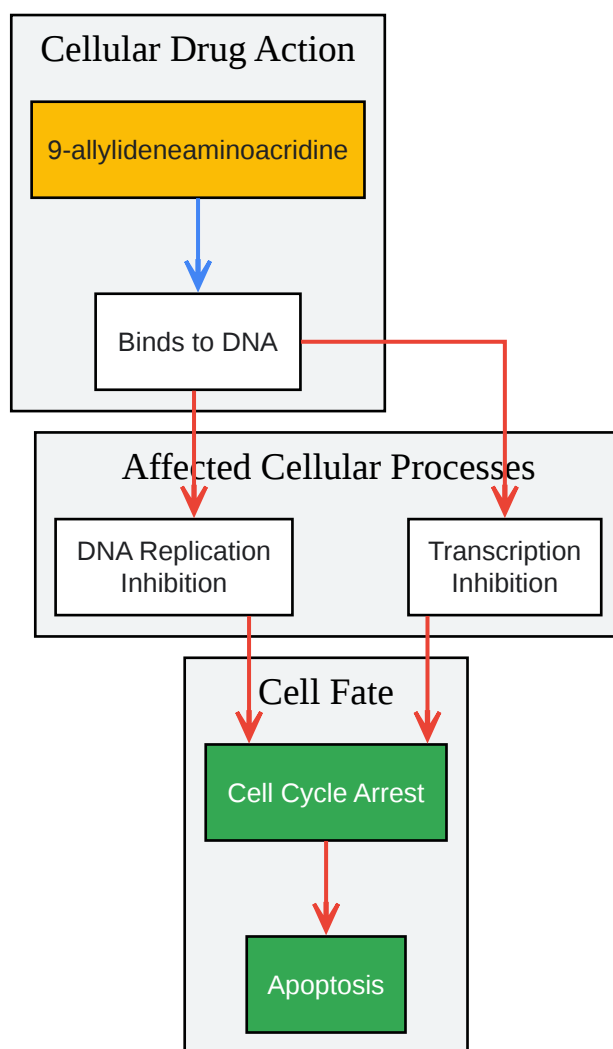 Cellular Drug Action
9-allylideneaminoacridine
Binds to DNA
Affected Cellular Processes
DNA Replication
Inhibition
Transcription
Inhibition
Cell Fate
Cell Cycle Arrest
Apoptosis